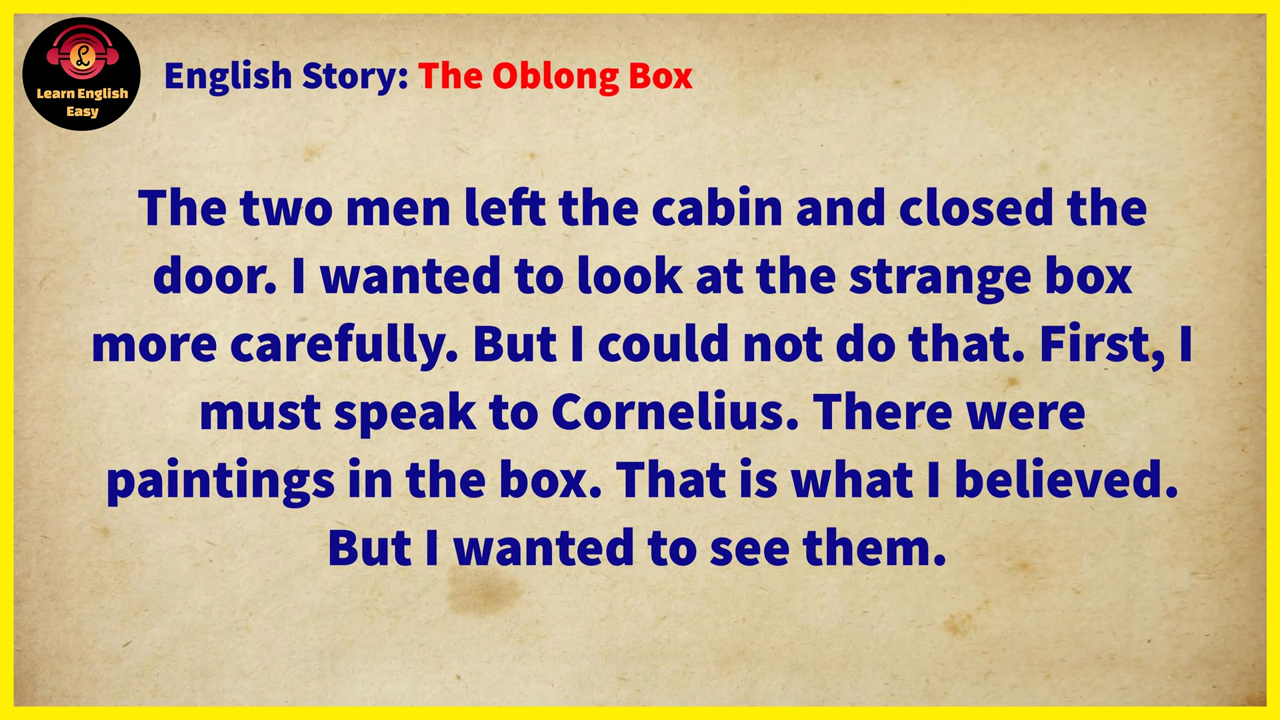 Learn English
Easy
English Story: The Oblong Box
The two men left the cabin and closed the
door. I wanted to look at the strange box
more carefully. But I could not do that. First, I
must speak to Cornelius. There were
paintings in the box. That is what I believed.
But I wanted to see them.